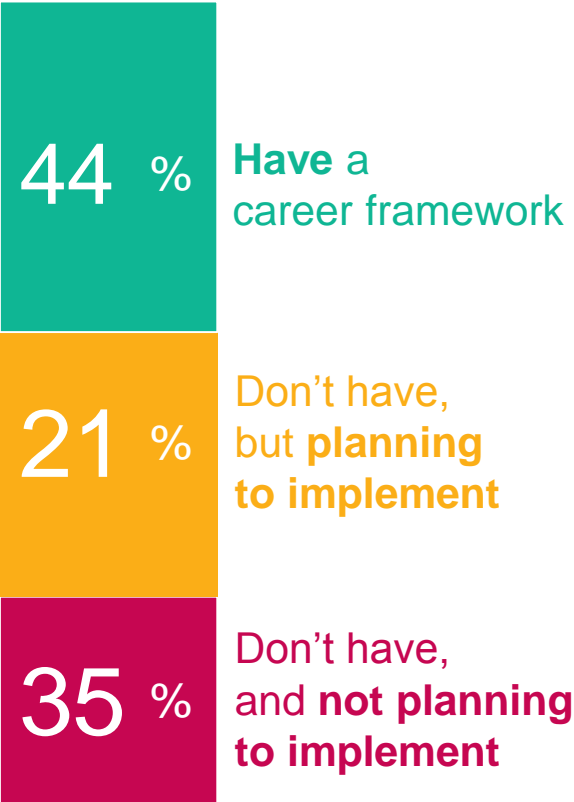 44 %
Have a
career framework
21 %
Don’t have,
but planning
to implement
35 %
Don’t have,
and not planning
to implement